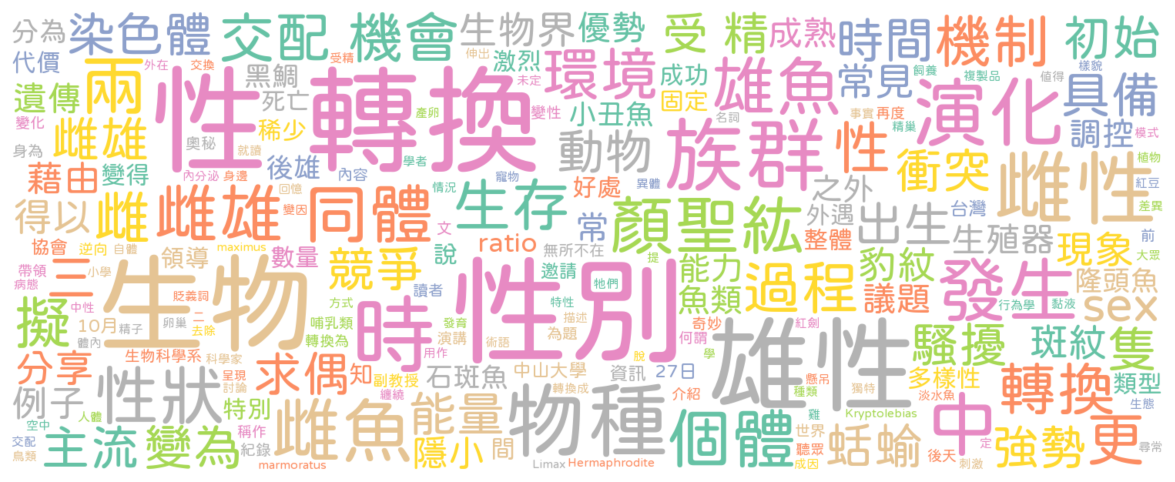 分為 染色體 交配 機會 生物界 優勢 受 精 成熟 時間 機制 初始
代價 外在 交換 受精 伸出 激烈 未定 常見 飼養 複製品 值得 樣貌 具備
遺傳 兩 性 轉換 黑鯛 死亡 環境 成功 固定 雄魚 演化 調控
變化 雌雄 奧秘 稀少 產卵 變性 小丑魚 名詞 事實 再度 精巢 模式
身為 就讀 後雄 學者 動物 族群 性 衝突 雌性 植物
藉由 變得 內分泌 身邊 內容 寵物 情況 異體 好處 之外 紅豆 差異
得以 雌 雌雄 回憶 變因 同體 生存 常 顏聖紘 外遇 出生 台灣 生殖器 前
協會 逆向 自體 maximus 數量 文 ratio 無所不在 提 整體 現象 大眾
帶領 小學 領導 競爭 說 邀請 牠們 能力 過程 豹紋 發生 隆頭魚
病態 三 生物 貶義詞 讀者 時 性別 特性 魚類 議題 行為學 黏液 sex
擬 中性 二 方式 發育 描述 奇妙 紅劍
10月 精子 卵巢 去除 哺乳類 演講 術語 為題 何謂 雄性 騷擾 斑紋 隻
體內 生物科學系 科學家 轉換為 用作 說 學
分享 呈現 討論 求偶 知 副教授 石斑魚 中山大學 資訊 27日 懸吊 多樣性 轉換 類型
例子 性狀 人體 特別 纏繞 轉換成 物種 介紹 種類 獨特 淡水魚 中 生態
空中 稱作 雌魚 能量 個體 雞 Kryptolebias 定
交配 主流 變為 紀錄 隱小 間 世界 聽眾 蛞蝓 後天 強勢 更 尋常
鳥類 marmoratus Limax Hermaphrodite 成因 刺激